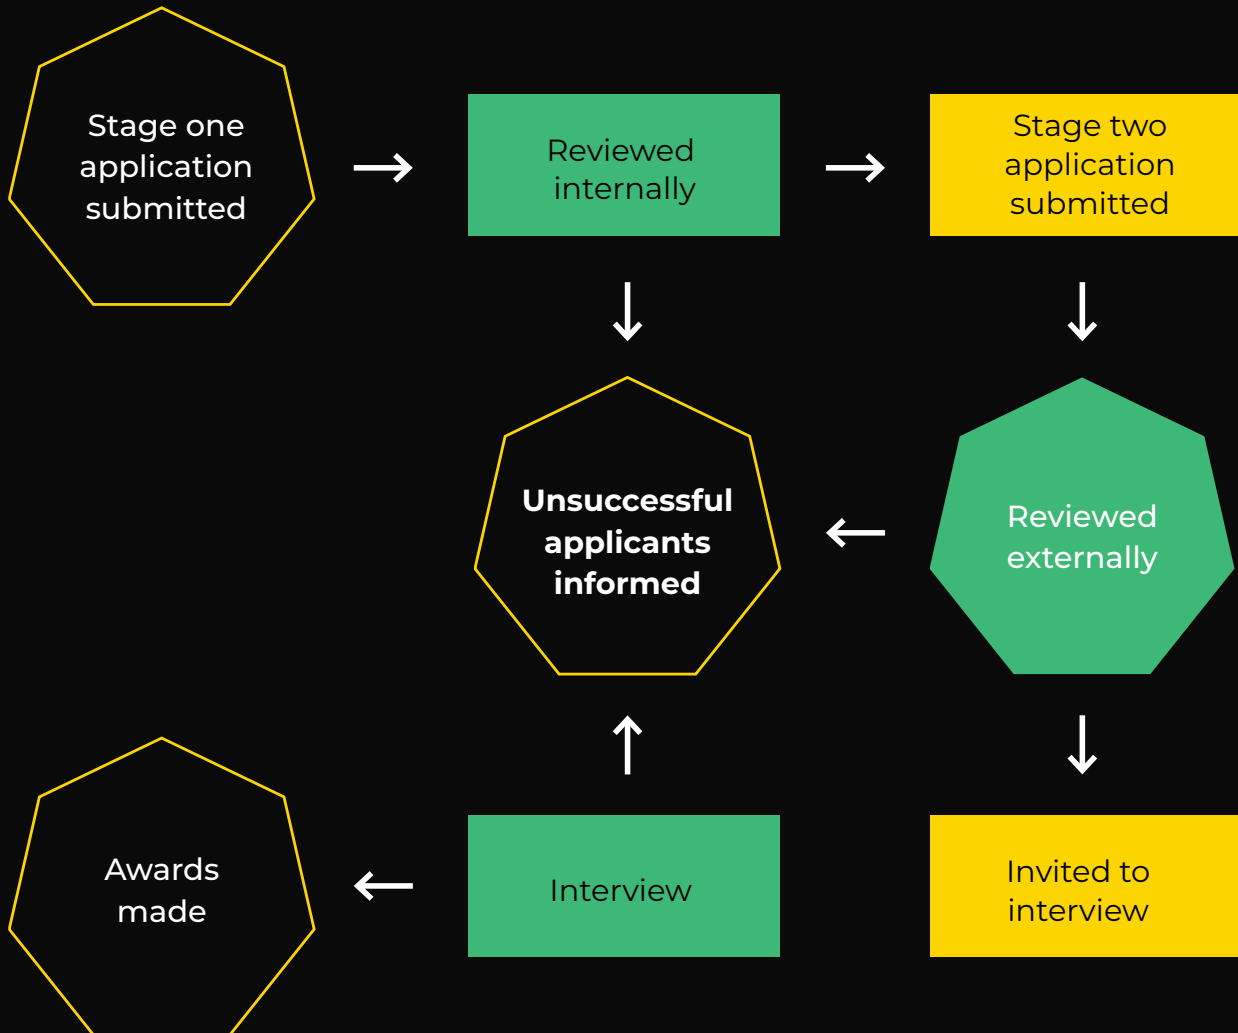 Stage one
application
submitted
Reviewed
internally
Stage two
application
submitted
Unsuccessful
applicants
informed
Reviewed
externally
Awards
made
Interview
Invited to
interview